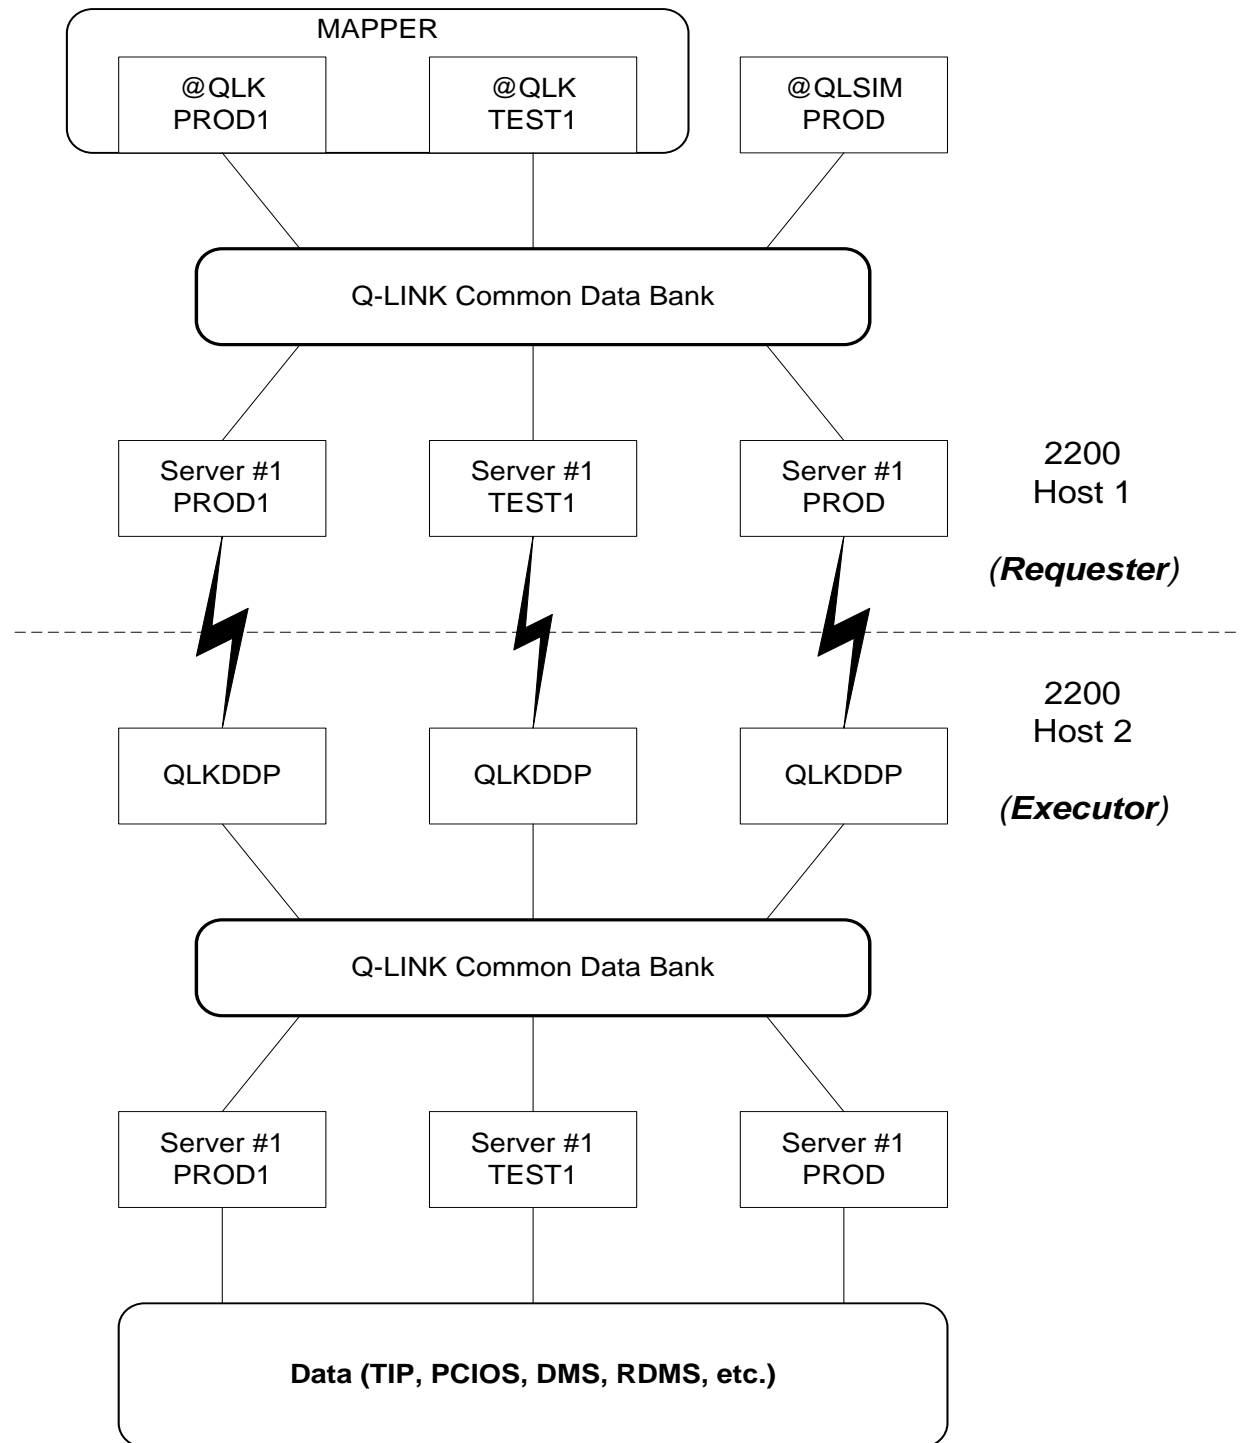 MAPPER
@QLK
PROD1
@QLK
TEST1
@QLSIM
PROD
Q-LINK Common Data Bank
Server #1
PROD1
Server #1
TEST1
Server #1
PROD
2200
Host 1
(Requester)
2200
Host 2
(Executor)
QLKDDP
QLKDDP
QLKDDP
Q-LINK Common Data Bank
Server #1
PROD1
Server #1
TEST1
Server #1
PROD
Data (TIP, PCIOS, DMS, RDMS, etc.)